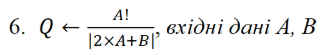 6. Q ← A! / |2×A+B|, вхідні дані A, B